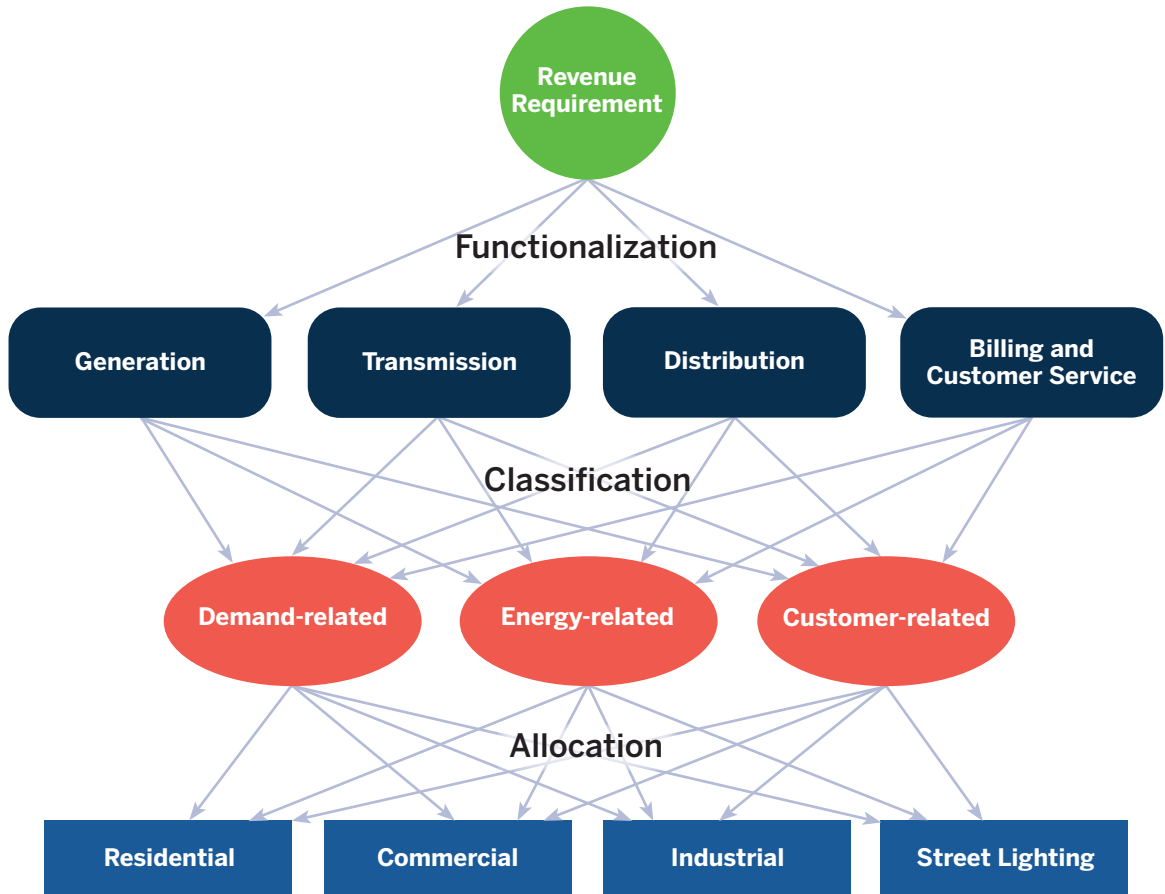 Revenue
Requirement
Functionalization
Generation
Transmission
Distribution
Billing and
Customer Service
Classification
Demand-related
Energy-related
Customer-related
Allocation
Residential
Commercial
Industrial
Street Lighting